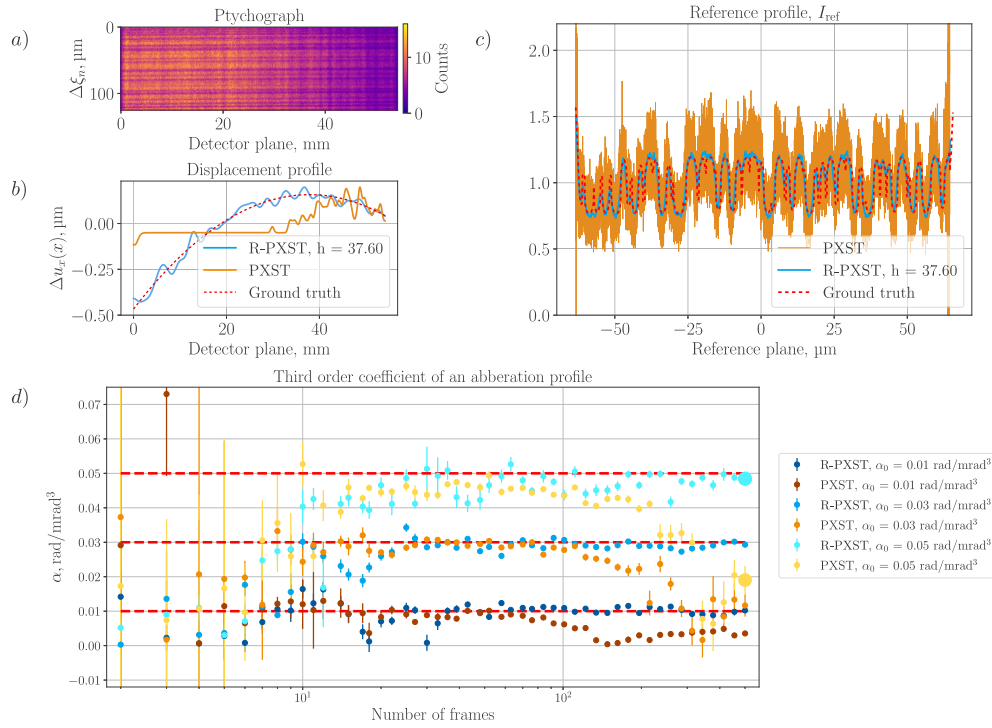 a)
Ptychograph
Δξₙ, µm
0
100
0
20
40
Detector plane, mm
10
0
Counts
b)
Displacement profile
Δuₓ(x), µm
0.00
−0.25
−0.50
R-PXST, h = 37.60
PXST
Ground truth
0
20
40
Detector plane, mm
c)
Reference profile, I_ref
2.0
1.5
1.0
0.5
0.0
PXST
R-PXST, h = 37.60
Ground truth
−50
−25
0
25
50
Reference plane, µm
d)
Third order coefficient of an abberation profile
α, rad/mrad³
0.07
0.06
0.05
0.04
0.03
0.02
0.01
0.00
−0.01
10¹
10²
Number of frames
R-PXST, α₀ = 0.01 rad/mrad³
PXST, α₀ = 0.01 rad/mrad³
R-PXST, α₀ = 0.03 rad/mrad³
PXST, α₀ = 0.03 rad/mrad³
R-PXST, α₀ = 0.05 rad/mrad³
PXST, α₀ = 0.05 rad/mrad³